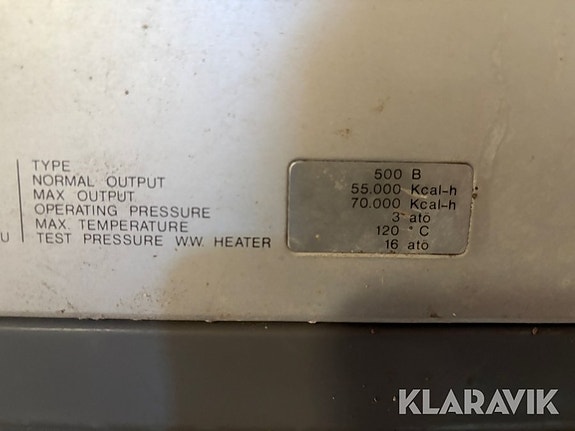 TYPE 500 B
NORMAL OUTPUT 55.000 Kcal-h
MAX OUTPUT 70.000 Kcal-h
OPERATING PRESSURE 3 ato
MAX. TEMPERATURE 120 °C
U TEST PRESSURE WW. HEATER 16 ato
KLARAVIK